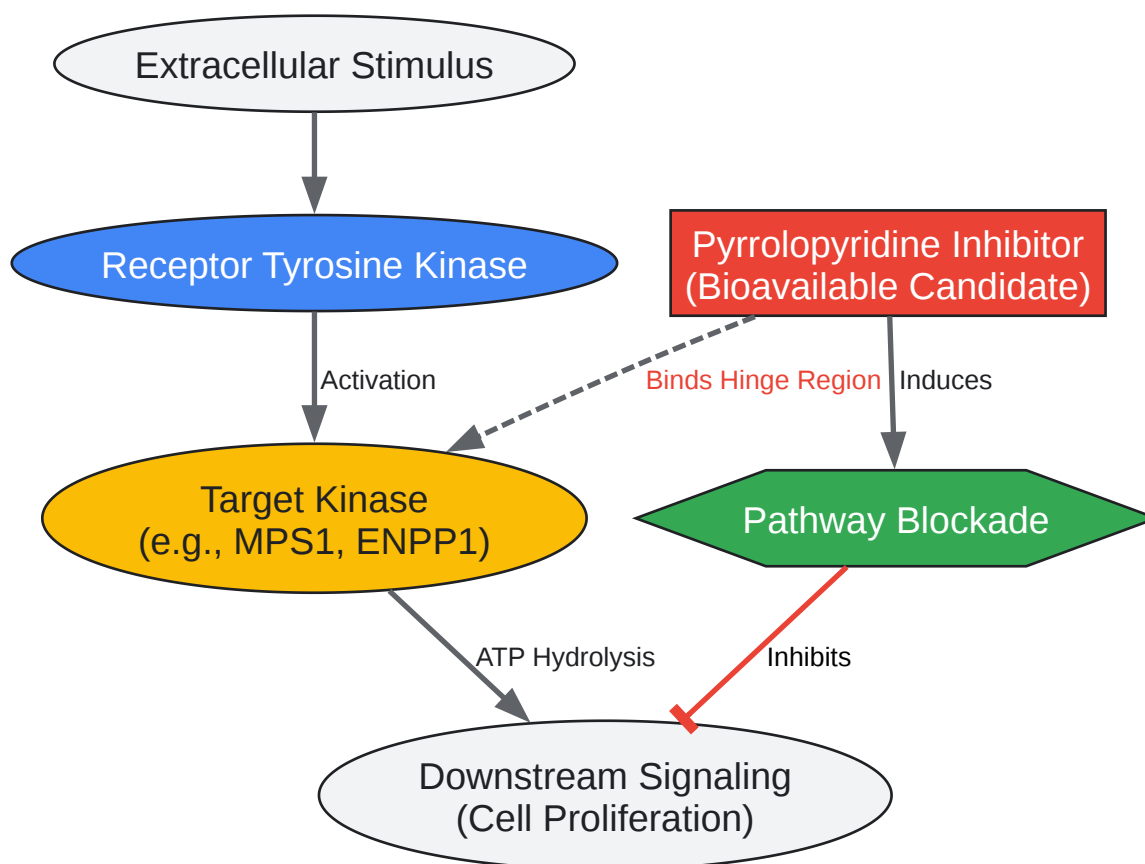 Extracellular Stimulus
Receptor Tyrosine Kinase
Pyrrolopyridine Inhibitor
(Bioavailable Candidate)
Activation
Binds Hinge Region
Induces
Target Kinase
(e.g., MPS1, ENPP1)
Pathway Blockade
ATP Hydrolysis
Inhibits
Downstream Signaling
(Cell Proliferation)